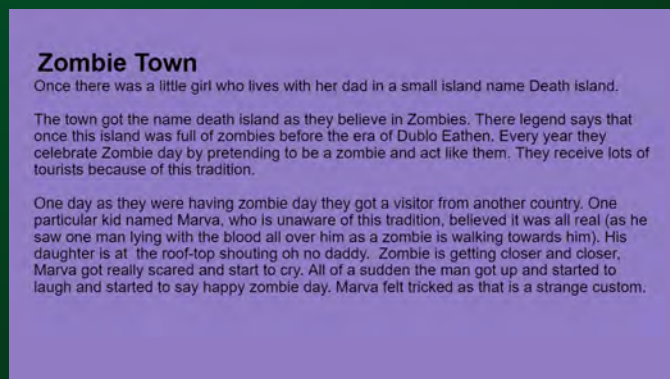 Zombie Town
Once there was a little girl who lives with her dad in a small island name Death island.
The town got the name death island as they believe in Zombies. There legend says that
once this island was full of zombies before the era of Dublo Eathen. Every year they
celebrate Zombie day by pretending to be a zombie and act like them. They receive lots of
tourists because of this tradition.
One day as they were having zombie day they got a visitor from another country. One
particular kid named Marva, who is unaware of this tradition, believed it was all real (as he
saw one man lying with the blood all over him as a zombie is walking towards him). His
daughter is at the roof-top shouting oh no daddy. Zombie is getting closer and closer,
Marva got really scared and start to cry. All of a sudden the man got up and started to
laugh and started to say happy zombie day. Marva felt tricked as that is a strange custom.